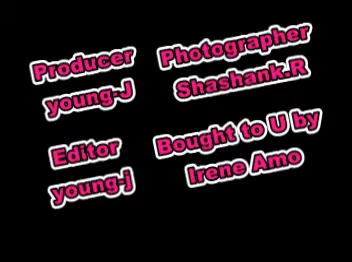 Producer
young-J
Photographer
Shashank.R
Editor
young-j
Bought to U by
Irene Amo